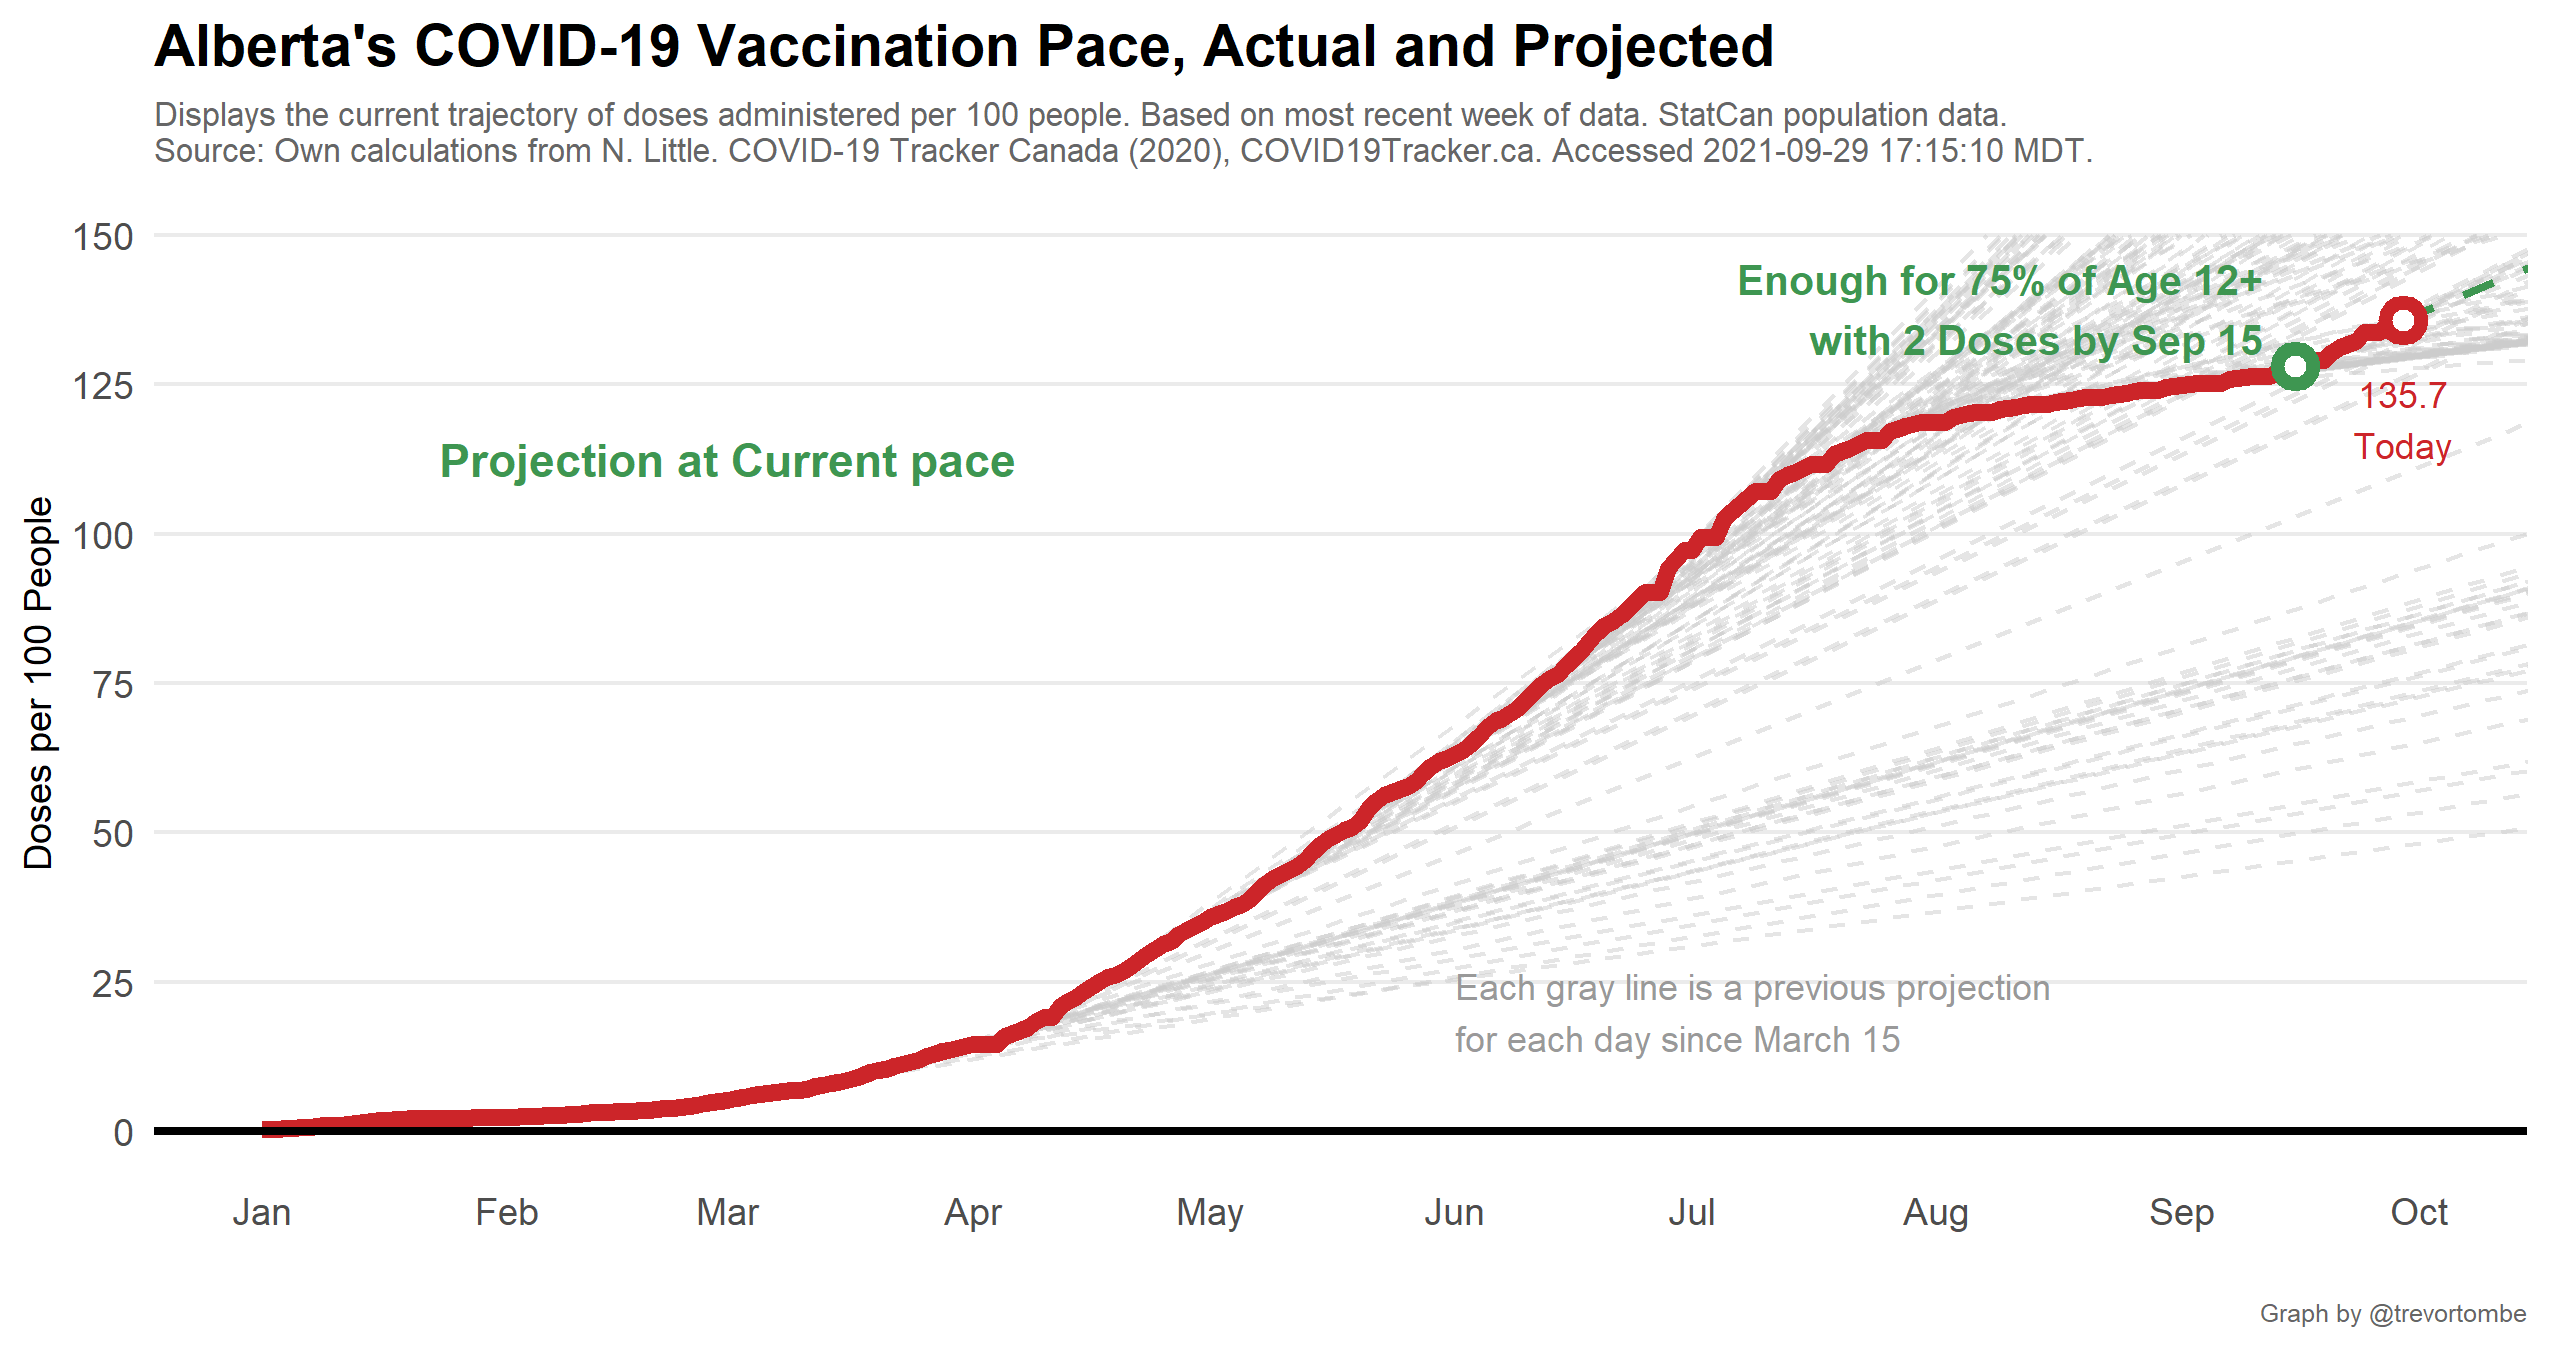 Alberta's COVID-19 Vaccination Pace, Actual and Projected
Displays the current trajectory of doses administered per 100 people. Based on most recent week of data. StatCan population data.
Source: Own calculations from N. Little. COVID-19 Tracker Canada (2020), COVID19Tracker.ca. Accessed 2021-09-29 17:15:10 MDT.
Doses per 100 People
150
125
100
75
50
25
0
Enough for 75% of Age 12+
with 2 Doses by Sep 15
135.7
Today
Projection at Current pace
Each gray line is a previous projection
for each day since March 15
Jan Feb Mar Apr May Jun Jul Aug Sep Oct
Graph by @trevortombe